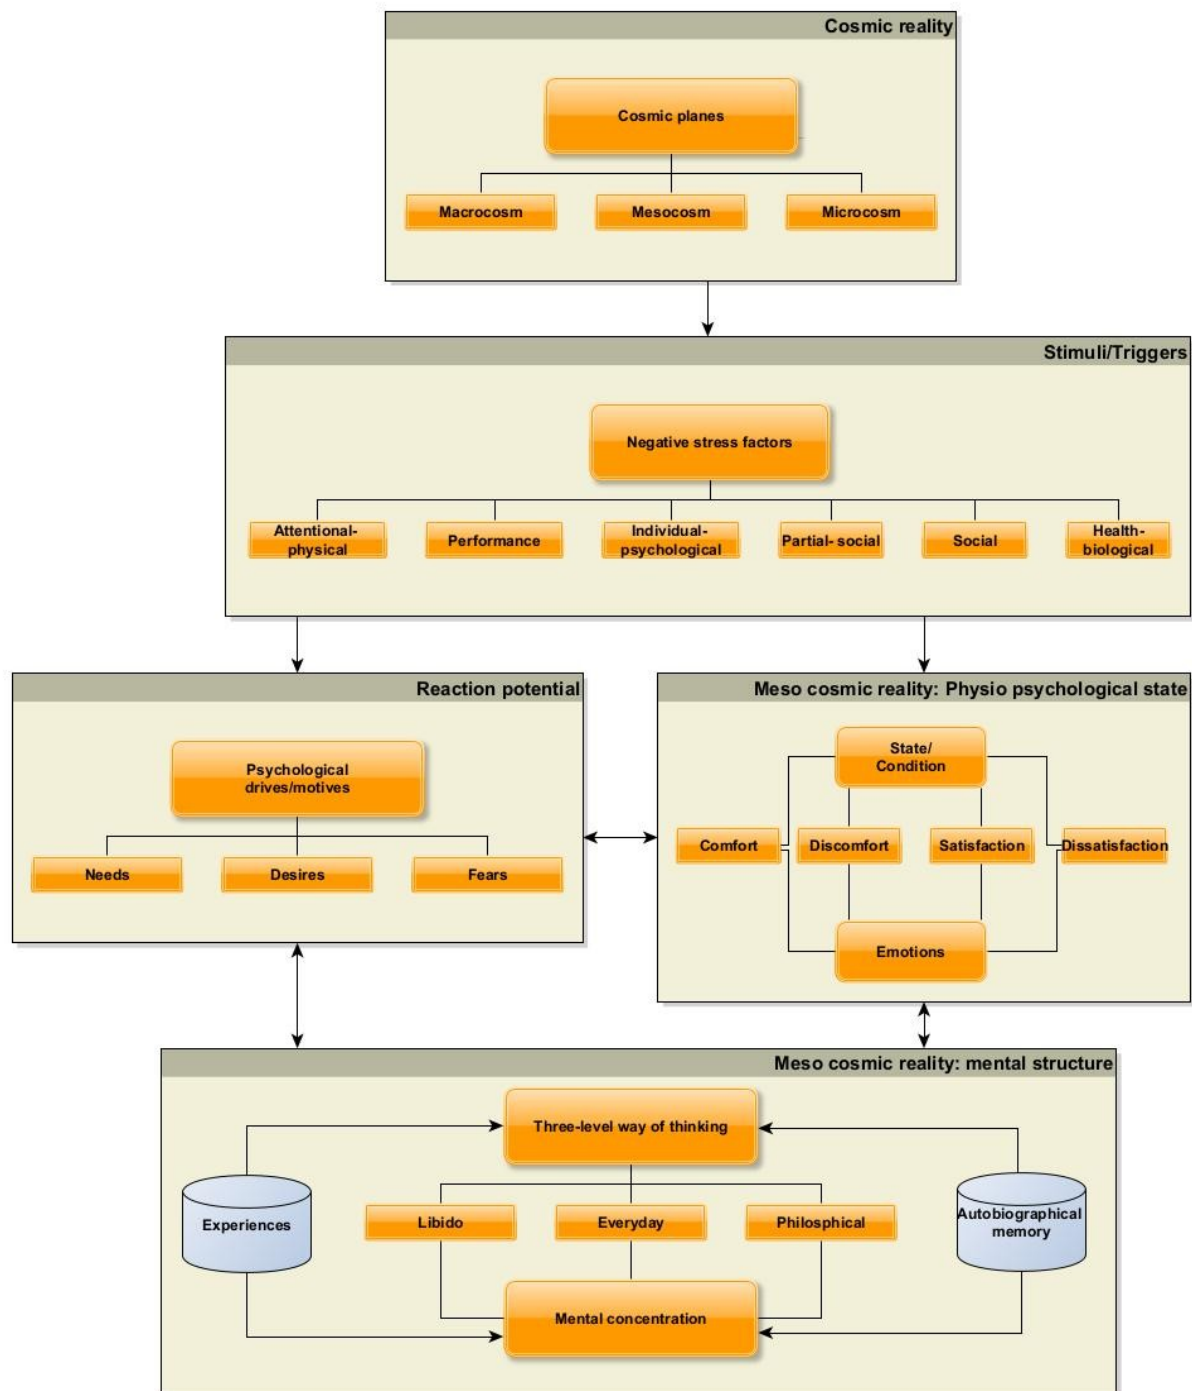 Cosmic reality
Cosmic planes
Macrocosm
Mesocosm
Microcosm
Stimuli/Triggers
Negative stress factors
Attentional-
physical
Performance
Individual-
psychological
Partial- social
Social
Health-
biological
Reaction potential
Psychological
drives/motives
Needs
Desires
Fears
Meso cosmic reality: Physio psychological state
State/
Condition
Comfort
Discomfort
Satisfaction
Dissatisfaction
Emotions
Meso cosmic reality: mental structure
Three-level way of thinking
Experiences
Libido
Everyday
Philosphical
Autobiographical
memory
Mental concentration